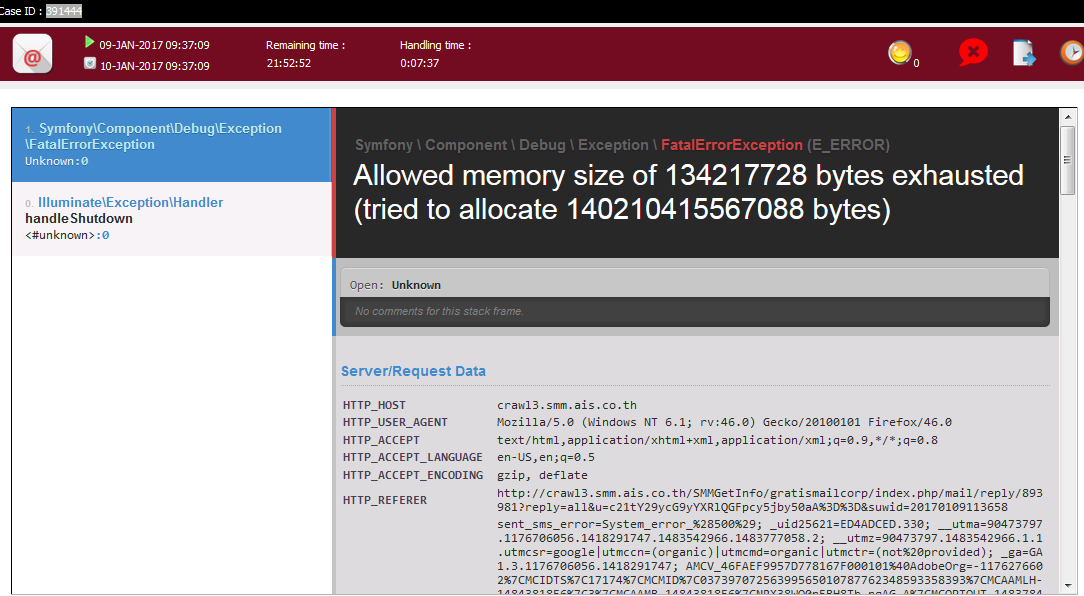 Case ID : 391444
09-JAN-2017 09:37:09
Remaining time :
Handling time :
10-JAN-2017 09:37:09
21:52:52
0:07:37
0
1. Symfony\Component\Debug\Exception
\FatalErrorException
Unknown:0
0. Illuminate\Exception\Handler
handleShutdown
<#unknown>:0
Symfony \ Component \ Debug \ Exception \ FatalErrorException (E_ERROR)
Allowed memory size of 134217728 bytes exhausted
(tried to allocate 140210415567088 bytes)
Open: Unknown
No comments for this stack frame.
Server/Request Data
HTTP_HOST crawl3.smm.ais.co.th
HTTP_USER_AGENT Mozilla/5.0 (Windows NT 6.1; rv:46.0) Gecko/20100101 Firefox/46.0
HTTP_ACCEPT text/html,application/xhtml+xml,application/xml;q=0.9,*/*;q=0.8
HTTP_ACCEPT_LANGUAGE en-US,en;q=0.5
HTTP_ACCEPT_ENCODING gzip, deflate
HTTP_REFERER http://crawl3.smm.ais.co.th/SMMGetInfo/gratismailcorp/index.php/mail/reply/893
981?reply=all&u=c21tY29ycG9yYXRlQGFpcy5jby50aA%3D%3D&suwid=20170109113658
sent_sms_error=System_error_%28500%29; _uid25621=ED4ADCED.330; __utma=90473797
.1176706056.1418291747.1483542966.1483777058.2; __utmz=90473797.1483542966.1.1
.utmcsr=google|utmccn=(organic)|utmcmd=organic|utmctr=(not%20provided); _ga=GA
1.3.1176706056.1418291747; AMCV_46FAEF9957D778167F000101%40AdobeOrg=-117627660
2%7CMCIDTS%7C17174%7CMCMID%7C03739707256399565010787762348593358393%7CMCAAMLH-